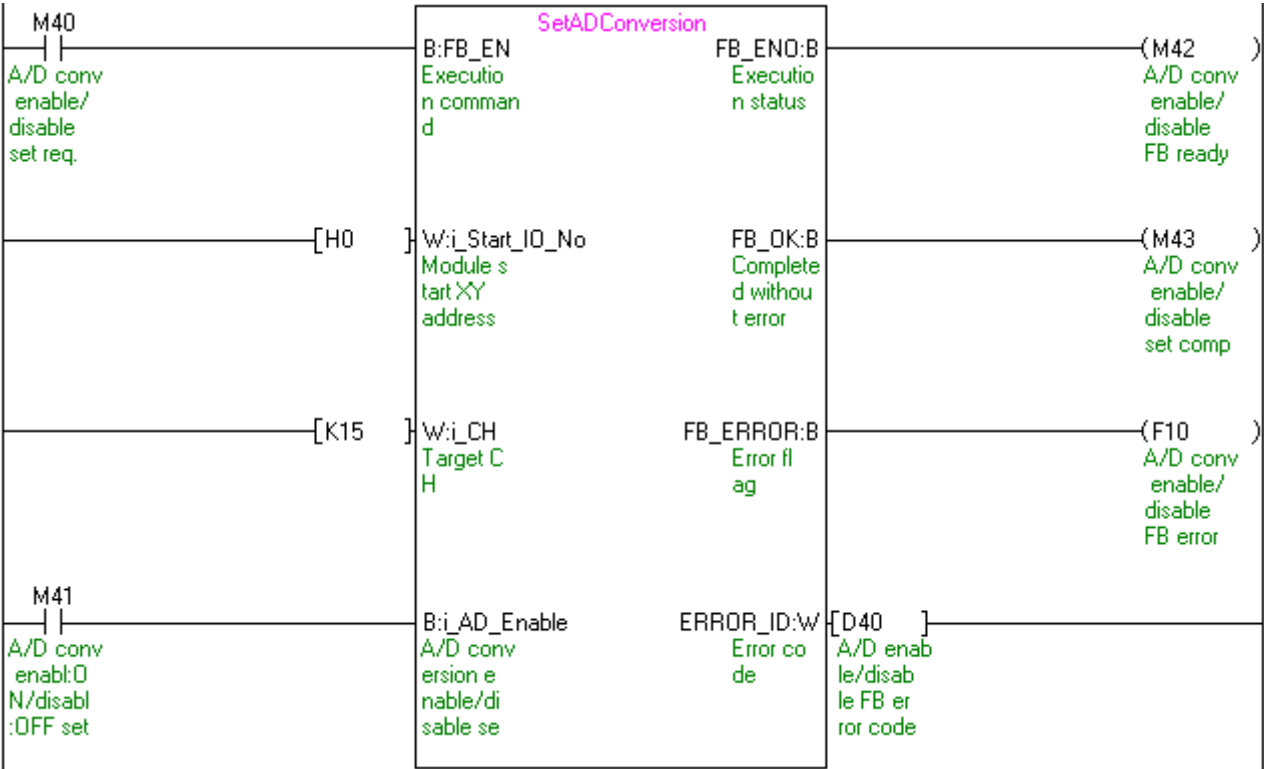 M40
A/D conv
enable/
disable
set req.
SetADConversion
B:FB_EN
Executio
n comman
d
FB_ENO:B
Executio
n status
(M42 )
A/D conv
enable/
disable
FB ready
[H0 ]
W:i_Start_IO_No
Module s
tart XY
address
FB_OK:B
Complete
d withou
t error
(M43 )
A/D conv
enable/
disable
set comp
[K15 ]
W:i_CH
Target C
H
FB_ERROR:B
Error fl
ag
(F10 )
A/D conv
enable/
disable
FB error
M41
A/D conv
enabl:O
N/disabl
:OFF set
B:i_AD_Enable
A/D conv
ersion e
nable/di
sable se
ERROR_ID:W
Error co
de
[D40 ]
A/D enab
le/disab
le FB er
ror code